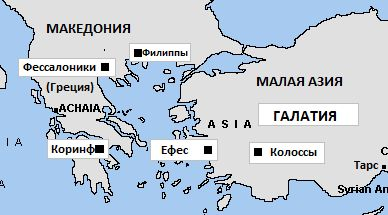 МАКЕДОНИЯ
Филиппы
Фессалоники
(Греция)
МАЛАЯ АЗИЯ
ACHAIA
ГАЛАТИЯ
ASIA
Коринф
Ефес
Колоссы
Тарс
Syrian An